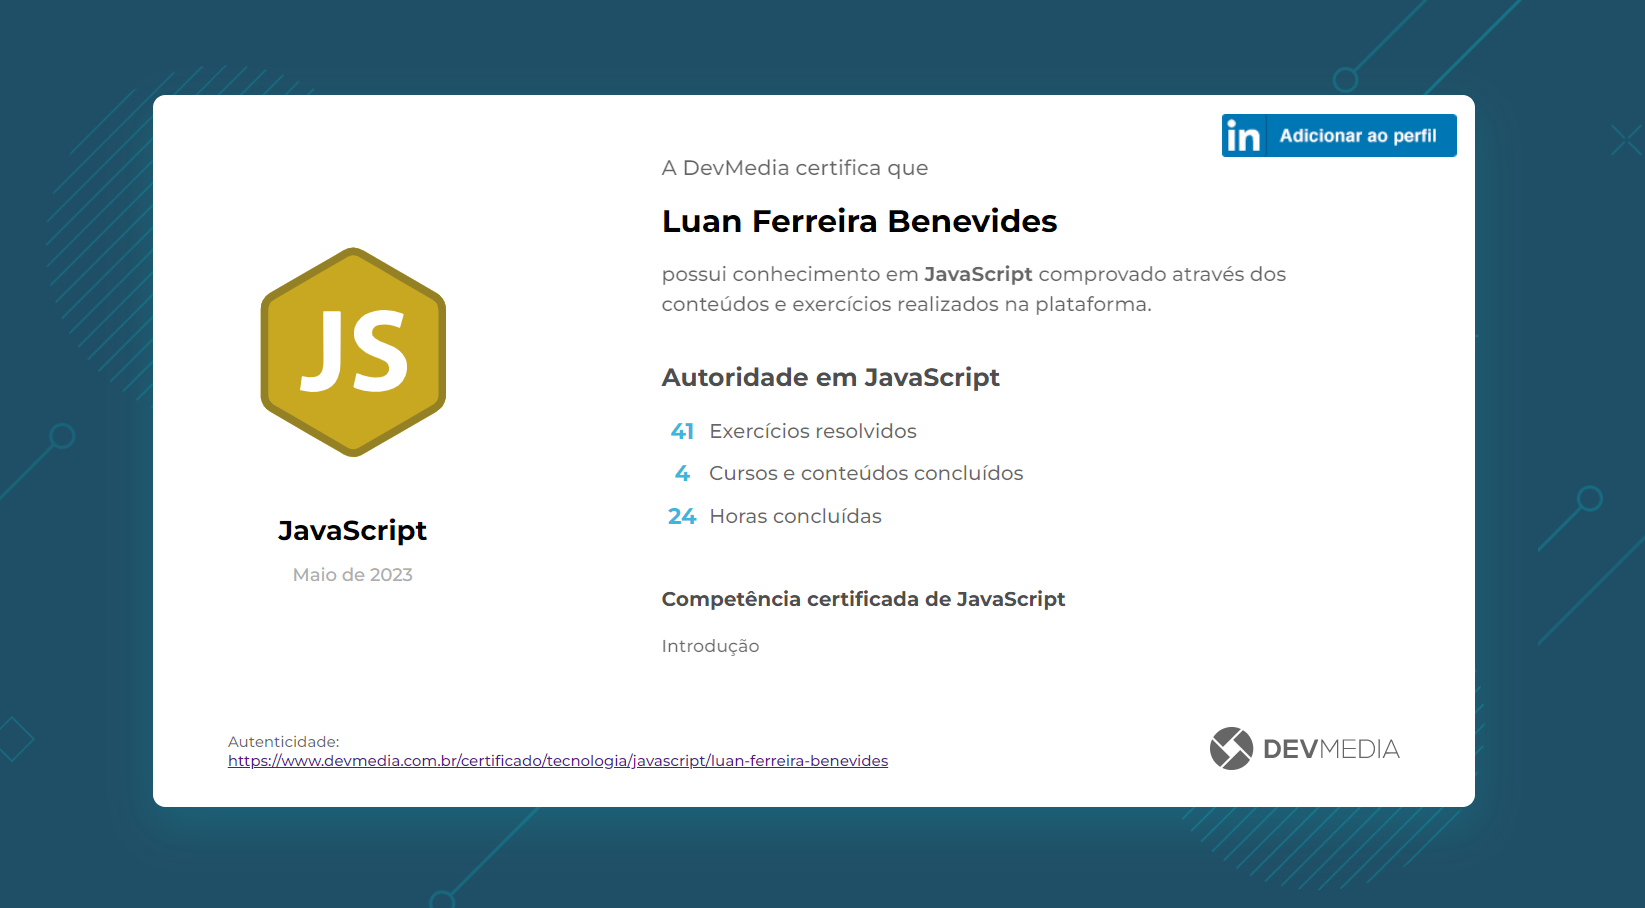 in Adicionar ao perfil
A DevMedia certifica que
Luan Ferreira Benevides
possui conhecimento em JavaScript comprovado através dos
conteúdos e exercícios realizados na plataforma.
JS
JavaScript
Maio de 2023
Autoridade em JavaScript
41 Exercícios resolvidos
4 Cursos e conteúdos concluídos
24 Horas concluídas
Competência certificada de JavaScript
Introdução
Autenticidade:
https://www.devmedia.com.br/certificado/tecnologia/javascript/luan-ferreira-benevides
DEVMEDIA